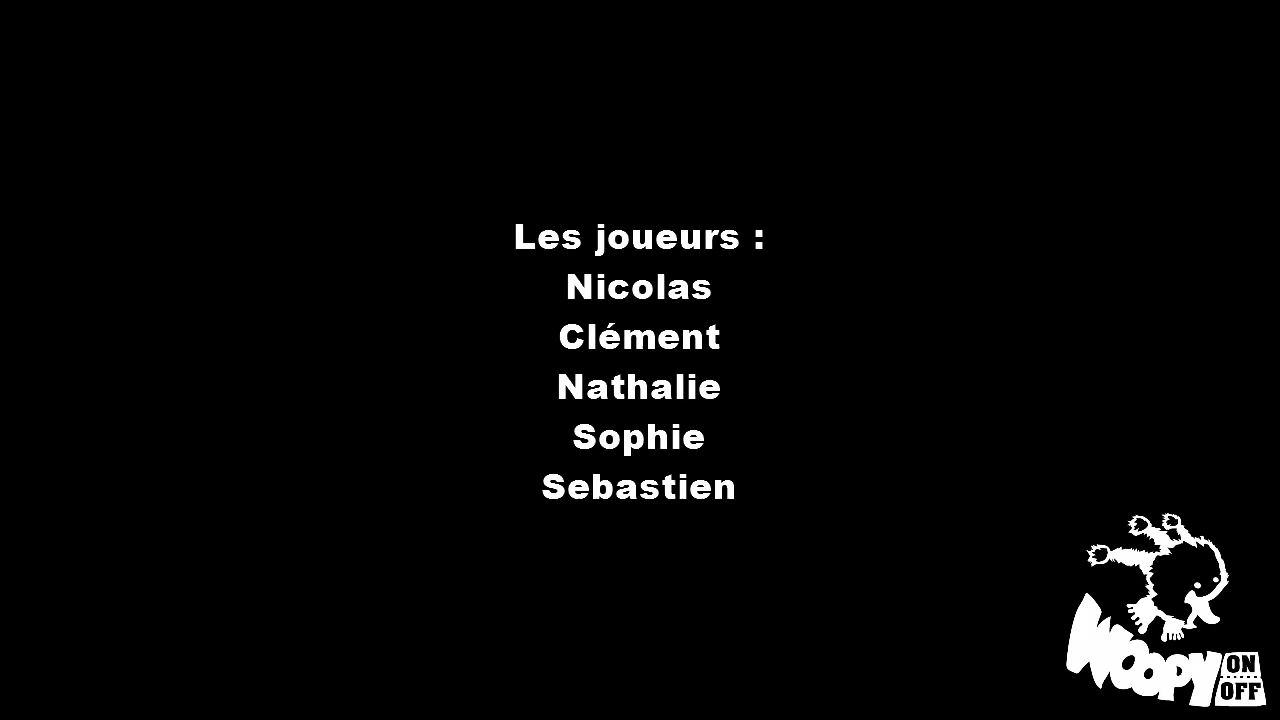 Les joueurs :
Nicolas
Clément
Nathalie
Sophie
Sebastien
WOOPY
ON
OFF